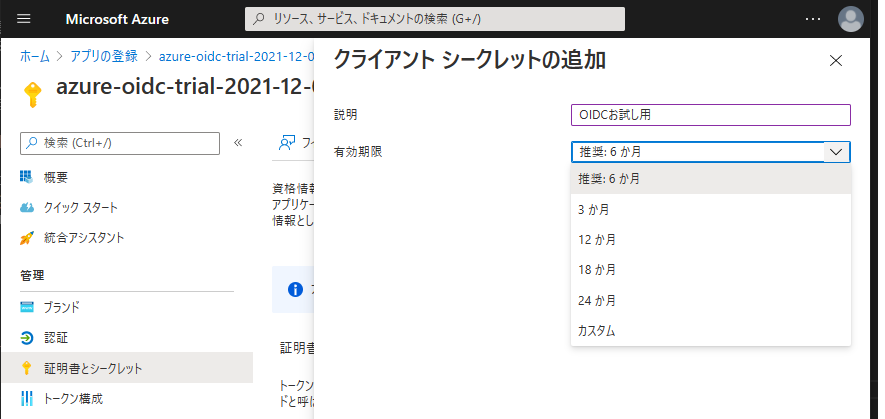 Microsoft Azure
リソース、サービス、ドキュメントの検索 (G+/)
ホーム > アプリの登録 > azure-oidc-trial-2021-12-0
azure-oidc-trial-2021-12-
検索 (Ctrl+/)
概要
クイック スタート
統合アシスタント
管理
ブランド
認証
証明書とシークレット
トークン構成
資格情報
アプリケー
情報とし
証明書
トークン
ドと呼
クライアント シークレットの追加
説明
OIDCお試し用
有効期限
推奨: 6 か月
推奨: 6 か月
3 か月
12 か月
18 か月
24 か月
カスタム